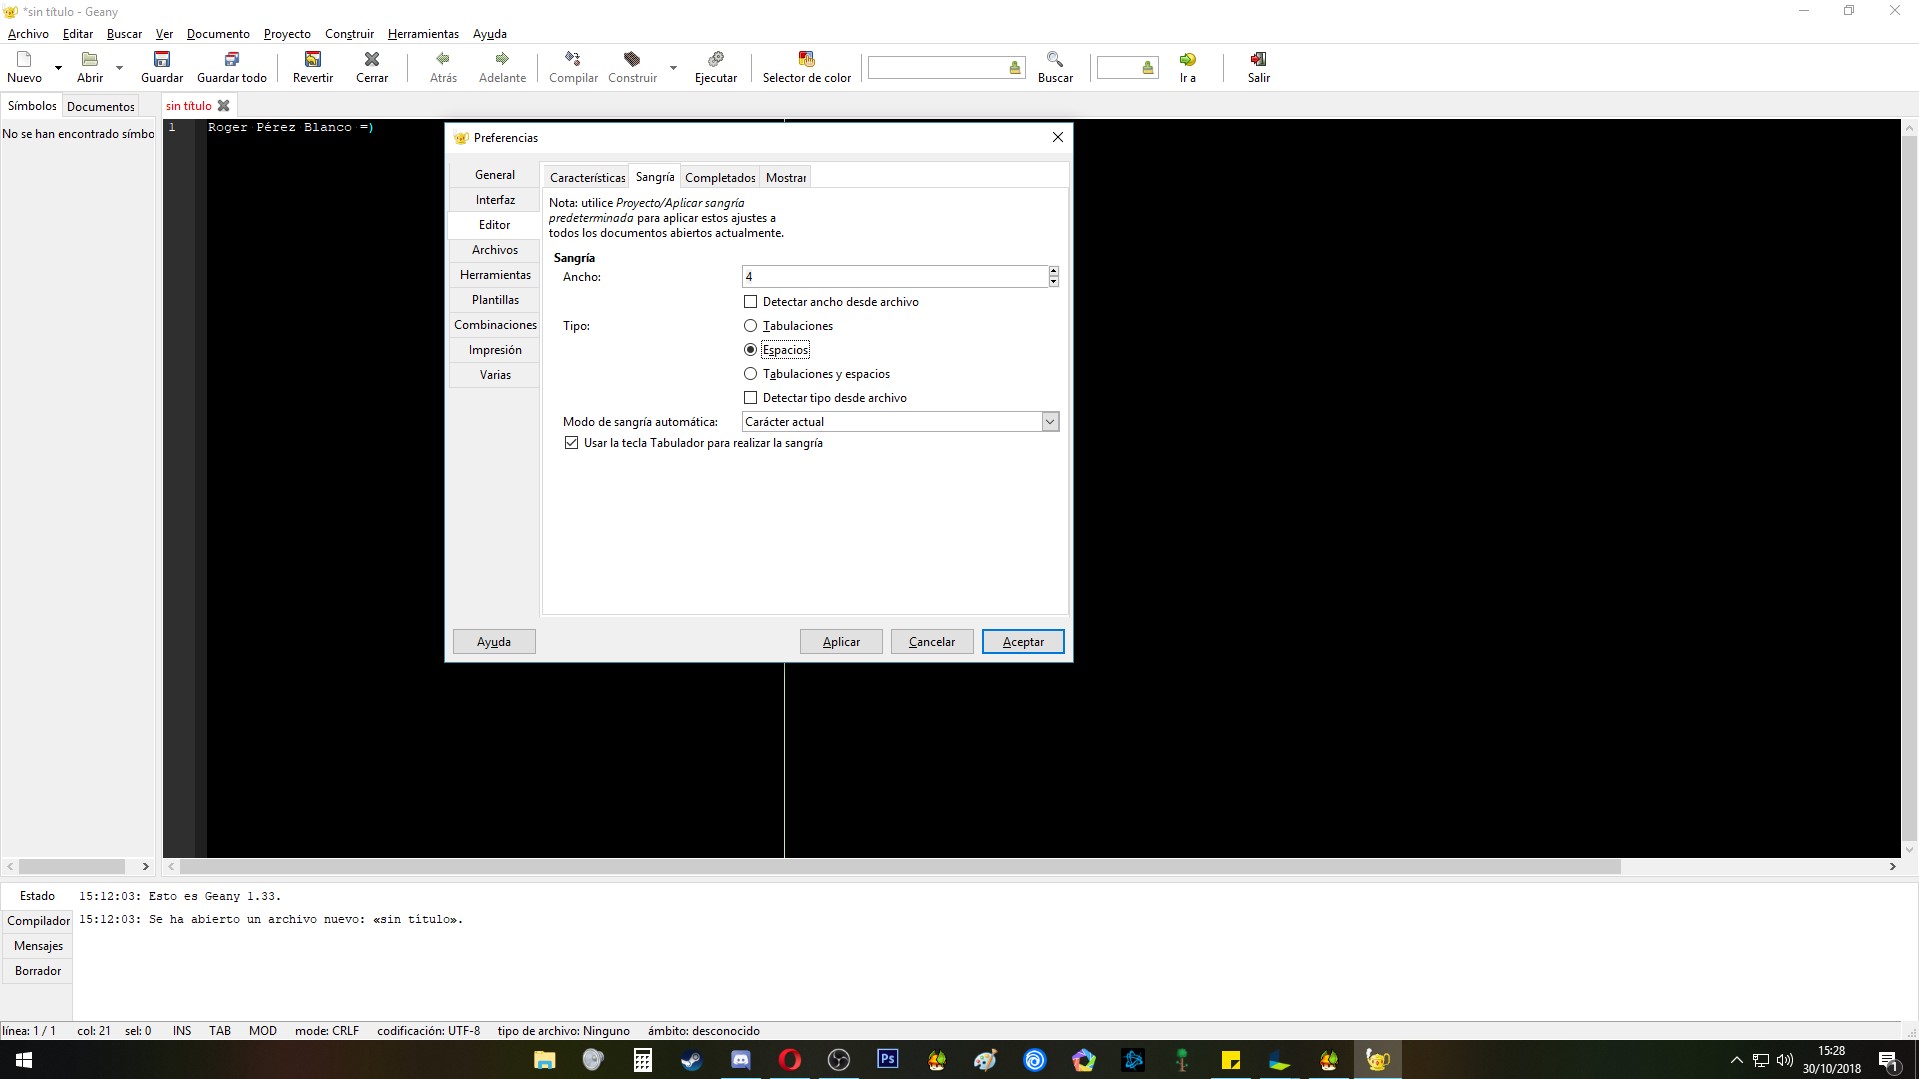 *sin título - Geany
Archivo Editar Buscar Ver Documento Proyecto Construir Herramientas Ayuda
Nuevo Abrir Guardar Guardar todo Revertir Cerrar Atrás Adelante Compilar Construir Ejecutar Selector de color Buscar Ir a Salir
Símbolos Documentos sin título
No se han encontrado símbo
1 Roger Pérez Blanco =)
Preferencias
General
Interfaz
Editor
Archivos
Herramientas
Plantillas
Combinaciones
Impresión
Varias
Características Sangría Completados Mostrar
Nota: utilice Proyecto/Aplicar sangría
predeterminada para aplicar estos ajustes a
todos los documentos abiertos actualmente.
Sangría
Ancho: 4
Detectar ancho desde archivo
Tipo: Tabulaciones
Espacios
Tabulaciones y espacios
Detectar tipo desde archivo
Modo de sangría automática: Carácter actual
Usar la tecla Tabulador para realizar la sangría
Ayuda Aplicar Cancelar Aceptar
Estado
Compilador
Mensajes
Borrador
15:12:03: Esto es Geany 1.33.
15:12:03: Se ha abierto un archivo nuevo: «sin título».
línea: 1 / 1 col: 21 sel: 0 INS TAB MOD mode: CRLF codificación: UTF-8 tipo de archivo: Ninguno ámbito: desconocido
Ps
15:28
30/10/2018
1